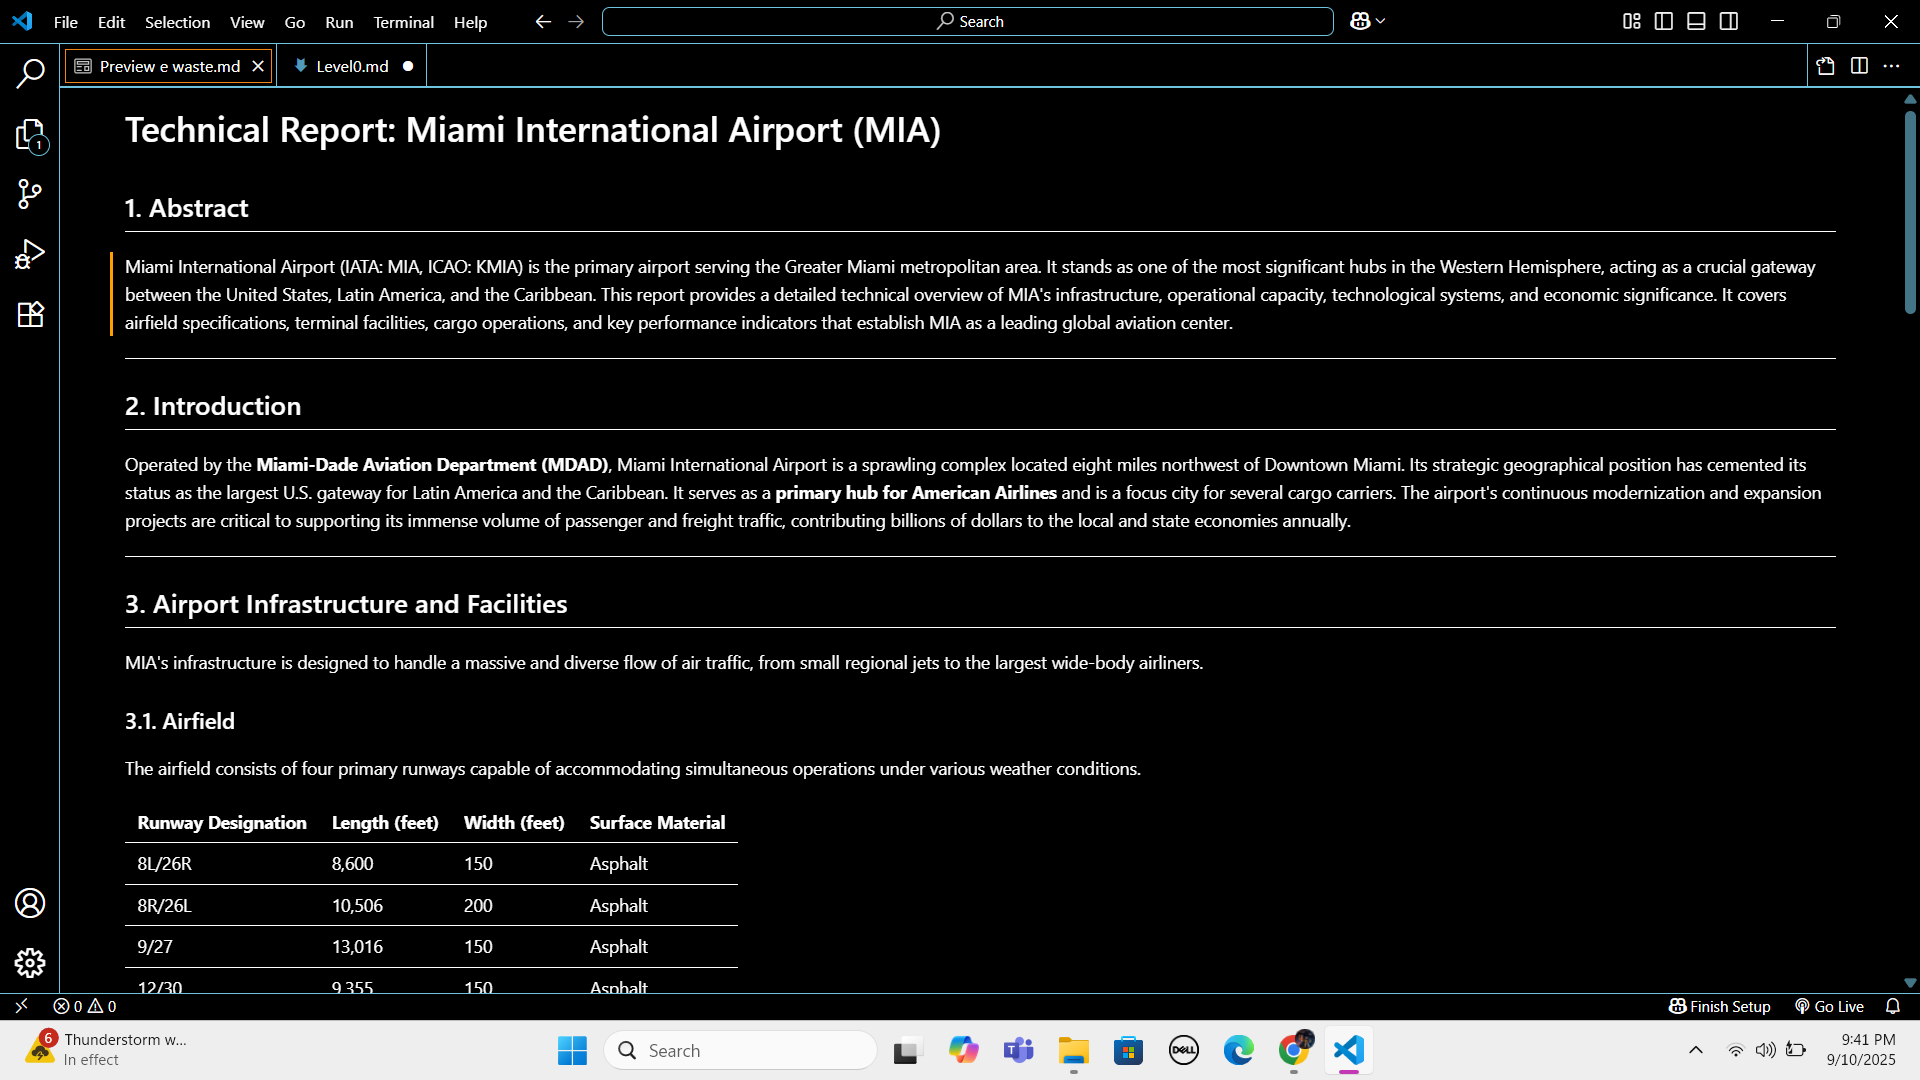 File Edit Selection View Go Run Terminal Help Search
Preview e waste.md Level0.md
1
Technical Report: Miami International Airport (MIA)
1. Abstract
Miami International Airport (IATA: MIA, ICAO: KMIA) is the primary airport serving the Greater Miami metropolitan area. It stands as one of the most significant hubs in the Western Hemisphere, acting as a crucial gateway
between the United States, Latin America, and the Caribbean. This report provides a detailed technical overview of MIA's infrastructure, operational capacity, technological systems, and economic significance. It covers
airfield specifications, terminal facilities, cargo operations, and key performance indicators that establish MIA as a leading global aviation center.
2. Introduction
Operated by the Miami-Dade Aviation Department (MDAD), Miami International Airport is a sprawling complex located eight miles northwest of Downtown Miami. Its strategic geographical position has cemented its
status as the largest U.S. gateway for Latin America and the Caribbean. It serves as a primary hub for American Airlines and is a focus city for several cargo carriers. The airport's continuous modernization and expansion
projects are critical to supporting its immense volume of passenger and freight traffic, contributing billions of dollars to the local and state economies annually.
3. Airport Infrastructure and Facilities
MIA's infrastructure is designed to handle a massive and diverse flow of air traffic, from small regional jets to the largest wide-body airliners.
3.1. Airfield
The airfield consists of four primary runways capable of accommodating simultaneous operations under various weather conditions.
Runway Designation Length (feet) Width (feet) Surface Material
8L/26R 8,600 150 Asphalt
8R/26L 10,506 200 Asphalt
9/27 13,016 150 Asphalt
12/30 9,355 150 Asphalt
0 0 Finish Setup Go Live
6 Thunderstorm w...
In effect
Search
DELL
9:41 PM
9/10/2025